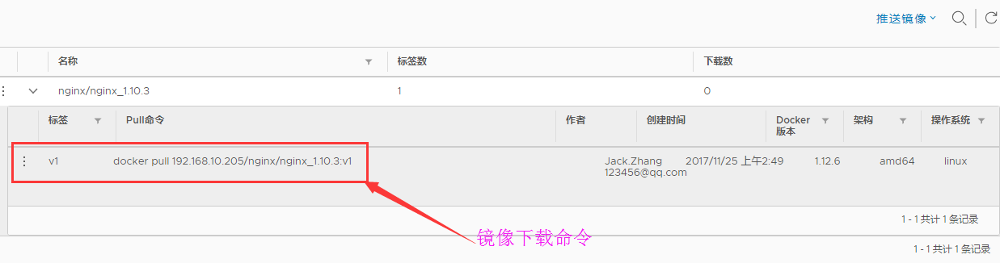 推送镜像
名称 标签数 下载数
nginx/nginx_1.10.3 1 0
标签 Pull命令 作者 创建时间 Docker 架构 操作系统
版本
v1 docker pull 192.168.10.205/nginx/nginx_1.10.3:v1 Jack.Zhang 2017/11/25 上午2:49 1.12.6 amd64 linux
123456@qq.com
1 - 1 共计 1 条记录
镜像下载命令
1 - 1 共计 1 条记录